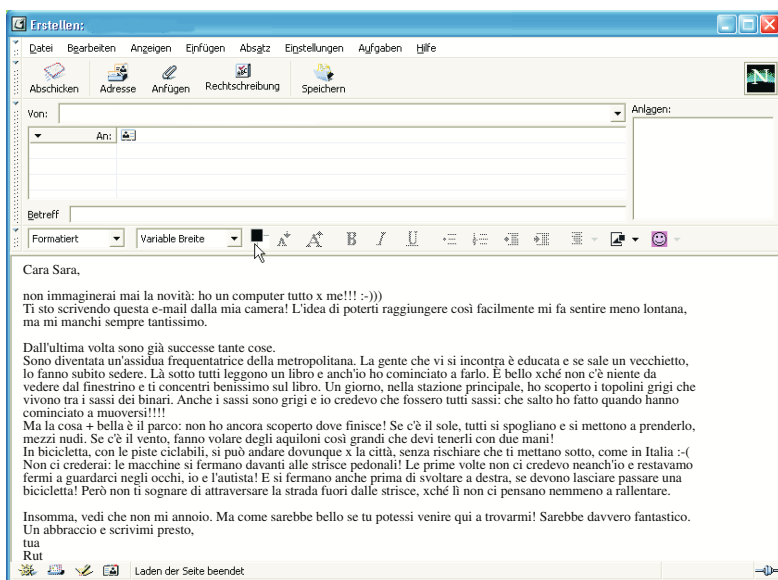 Erstellen:
Datei Bearbeiten Anzeigen Einfügen Absatz Einstellungen Aufgaben Hilfe
Abschicken Adresse Anfügen Rechtschreibung Speichern
N
Von: Anlagen:
An:
Betreff
Formatiert Variable Breite A A B I U
Cara Sara,
non immaginerai mai la novità: ho un computer tutto x me!!! :-)))
Ti sto scrivendo questa e-mail dalla mia camera! L'idea di poterti raggiungere così facilmente mi fa sentire meno lontana,
ma mi manchi sempre tantissimo.
Dall'ultima volta sono già successe tante cose.
Sono diventata un'assidua frequentatrice della metropolitana. La gente che vi si incontra è educata e se sale un vecchietto,
lo fanno subito sedere. Là sotto tutti leggono un libro e anch'io ho cominciato a farlo. È bello xché non c'è niente da
vedere dal finestrino e ti concentri benissimo sul libro. Un giorno, nella stazione principale, ho scoperto i topolini grigi che
vivono tra i sassi dei binari. Anche i sassi sono grigi e io credevo che fossero tutti sassi: che salto ho fatto quando hanno
cominciato a muoversi!!!!
Ma la cosa + bella è il parco: non ho ancora scoperto dove finisce! Se c'è il sole, tutti si spogliano e si mettono a prenderlo,
mezzi nudi. Se c'è il vento, fanno volare degli aquiloni così grandi che devi tenerli con due mani!
In bicicletta, con le piste ciclabili, si può andare dovunque x la città, senza rischiare che ti mettano sotto, come in Italia :-(
Non ci crederai: le macchine si fermano davanti alle strisce pedonali! Le prime volte non ci credevo neanch'io e restavamo
fermi a guardarci negli occhi, io e l'autista! E si fermano anche prima di svoltare a destra, se devono lasciare passare una
bicicletta! Però non ti sognare di attraversare la strada fuori dalle strisce, xché lì non ci pensano nemmeno a rallentare.
Insomma, vedi che non mi annoio. Ma come sarebbe bello se tu potessi venire qui a trovarmi! Sarebbe davvero fantastico.
Un abbraccio e scrivimi presto,
tua
Rut
Laden der Seite beendet